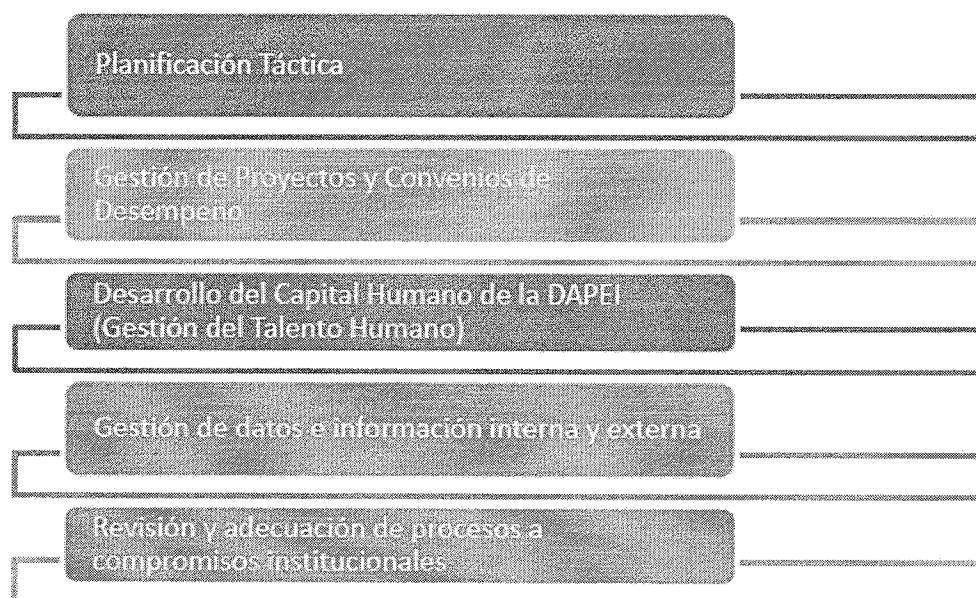 Planificación Táctica
Gestión de Proyectos y Convenios de
Desempeño
Desarrollo del Capital Humano de la DAPEI
(Gestión del Talento Humano)
Gestión de datos e información interna y externa
Revisión y adecuación de procesos a
compromisos institucionales